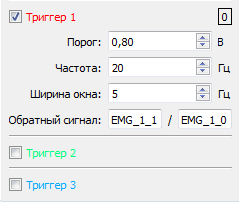 Триггер 1 0
Порог: 0,80 В
Частота: 20 Гц
Ширина окна: 5 Гц
Обратный сигнал: EMG_1_1 / EMG_1_0
Триггер 2
Триггер 3